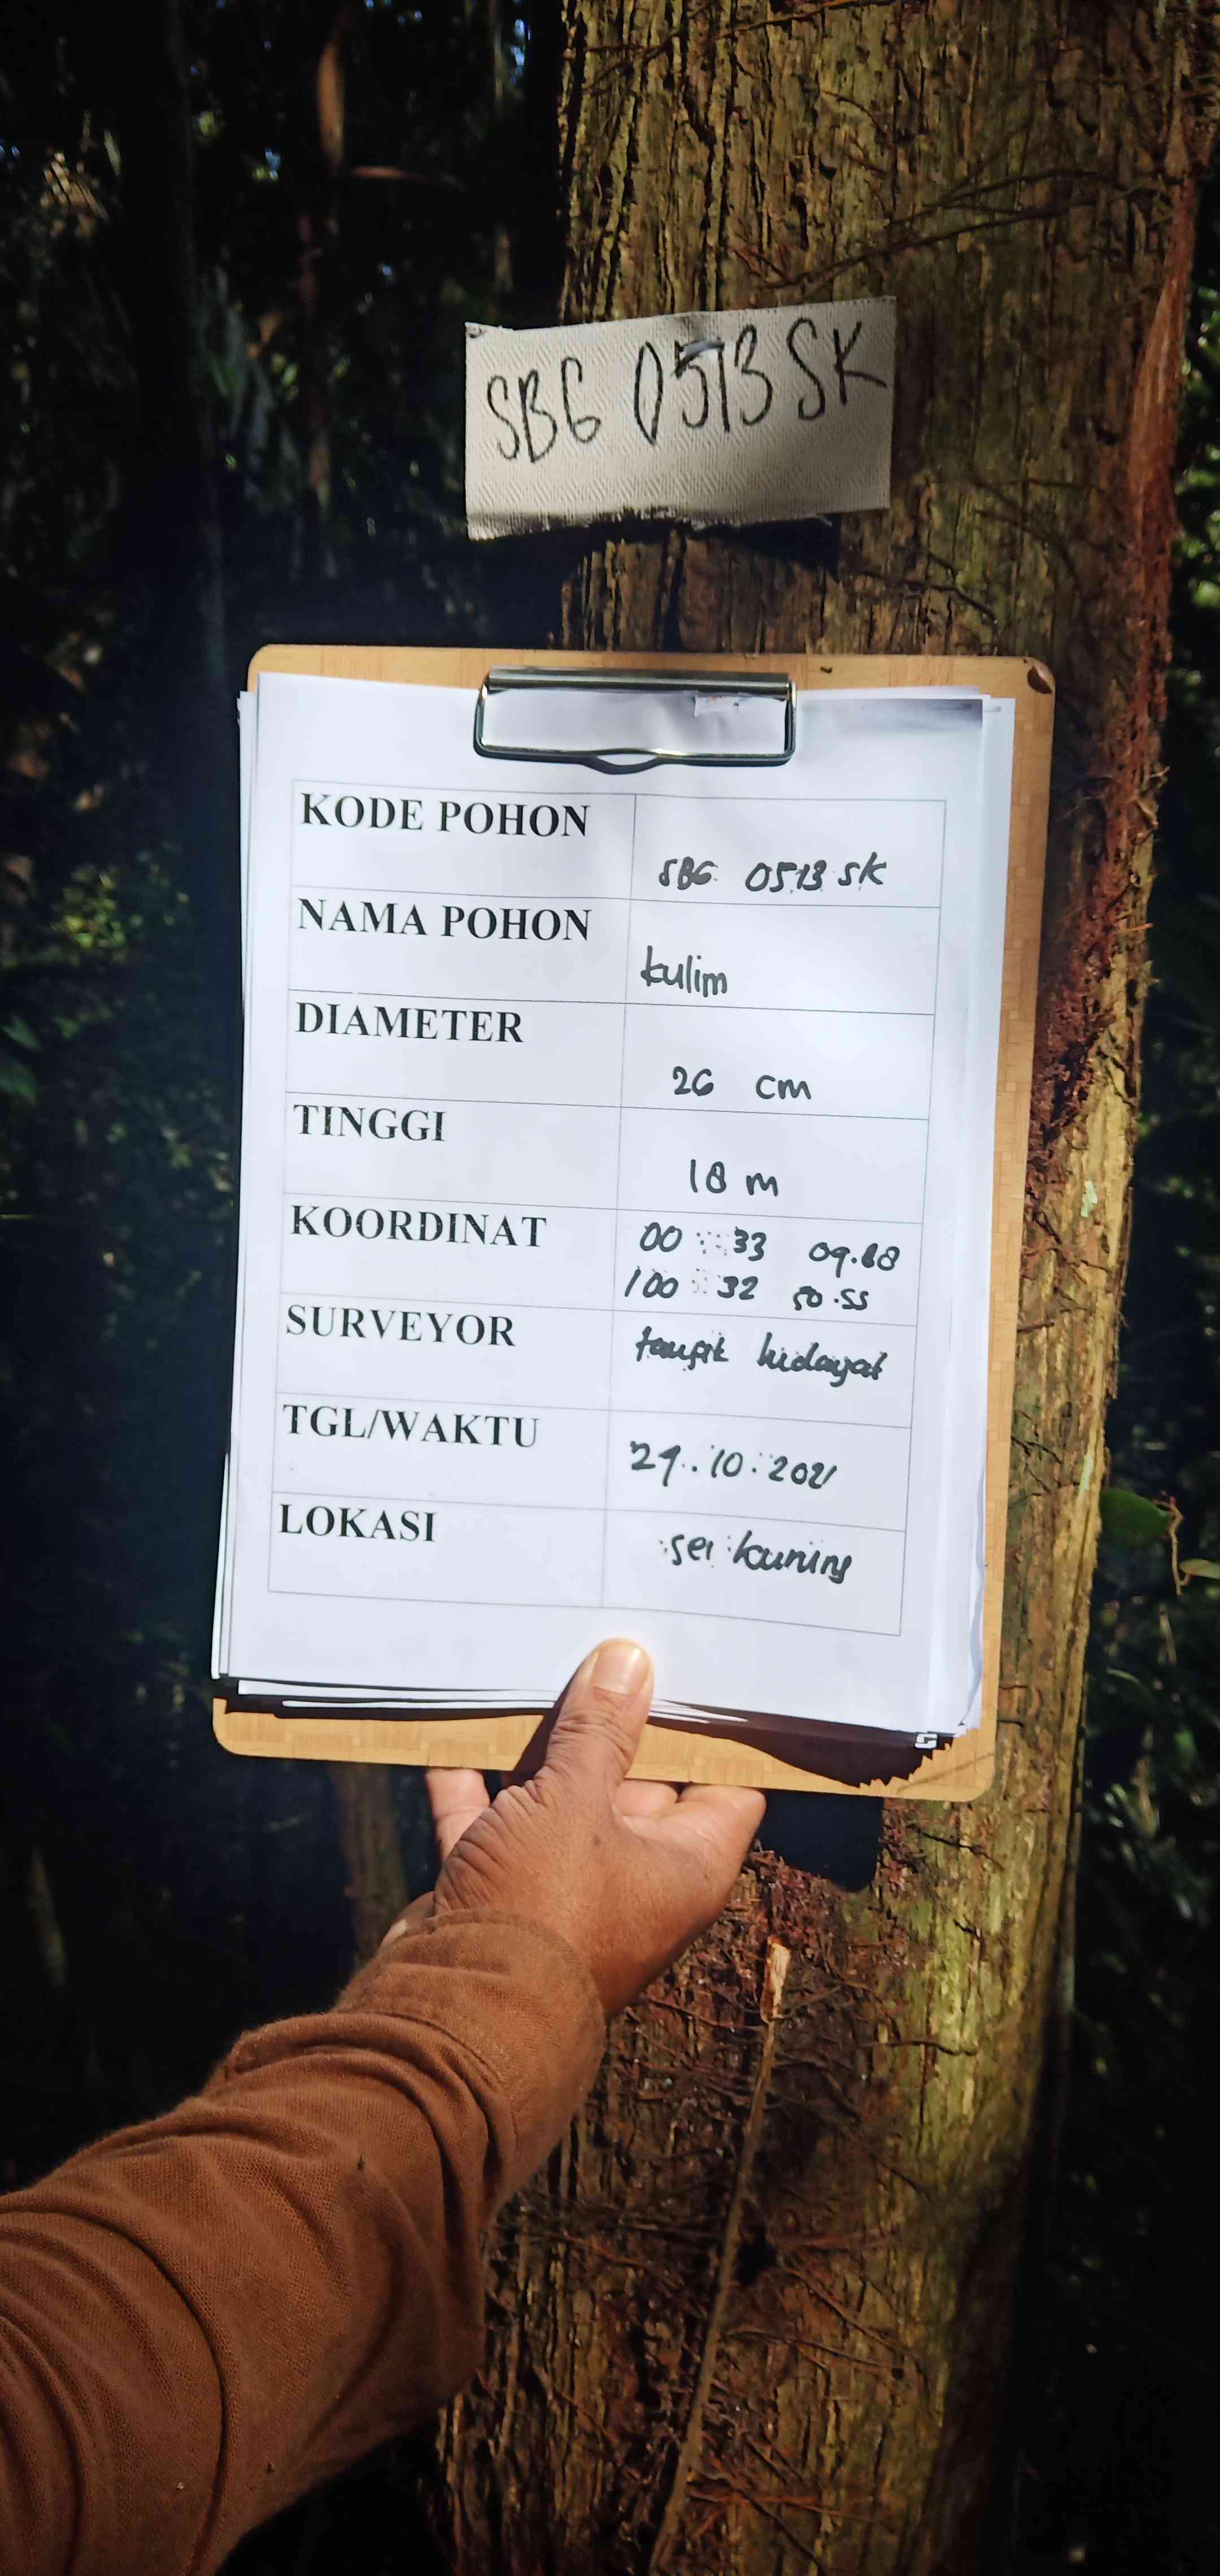 SBG 0513 SK
KODE POHON
SBG 0513 SK
NAMA POHON
kulim
DIAMETER
26 cm
TINGGI
18 m
KOORDINAT
00 33 09.88
100 32 50.55
SURVEYOR
taufik hidayat
TGL/WAKTU
29.10.2021
LOKASI
sei kuning